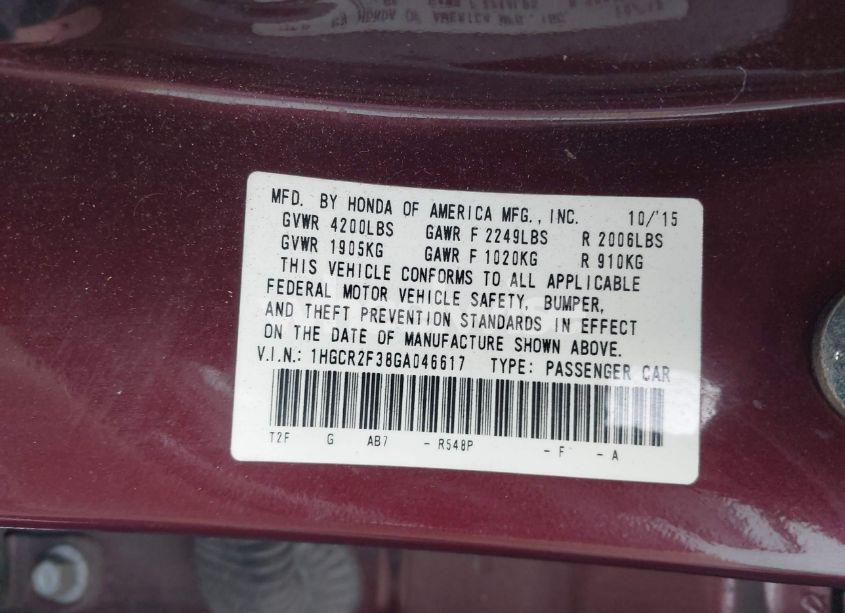 MFD. BY HONDA OF AMERICA MFG., INC. 10/'15
GVWR 4200LBS GAWR F 2249LBS R 2006LBS
GVWR 1905KG GAWR F 1020KG R 910KG
THIS VEHICLE CONFORMS TO ALL APPLICABLE
FEDERAL MOTOR VEHICLE SAFETY, BUMPER,
AND THEFT PREVENTION STANDARDS IN EFFECT
ON THE DATE OF MANUFACTURE SHOWN ABOVE.
V.I.N.: 1HGCR2F38GA046617 TYPE: PASSENGER CAR
T2F G AB7 - R548P - F - A